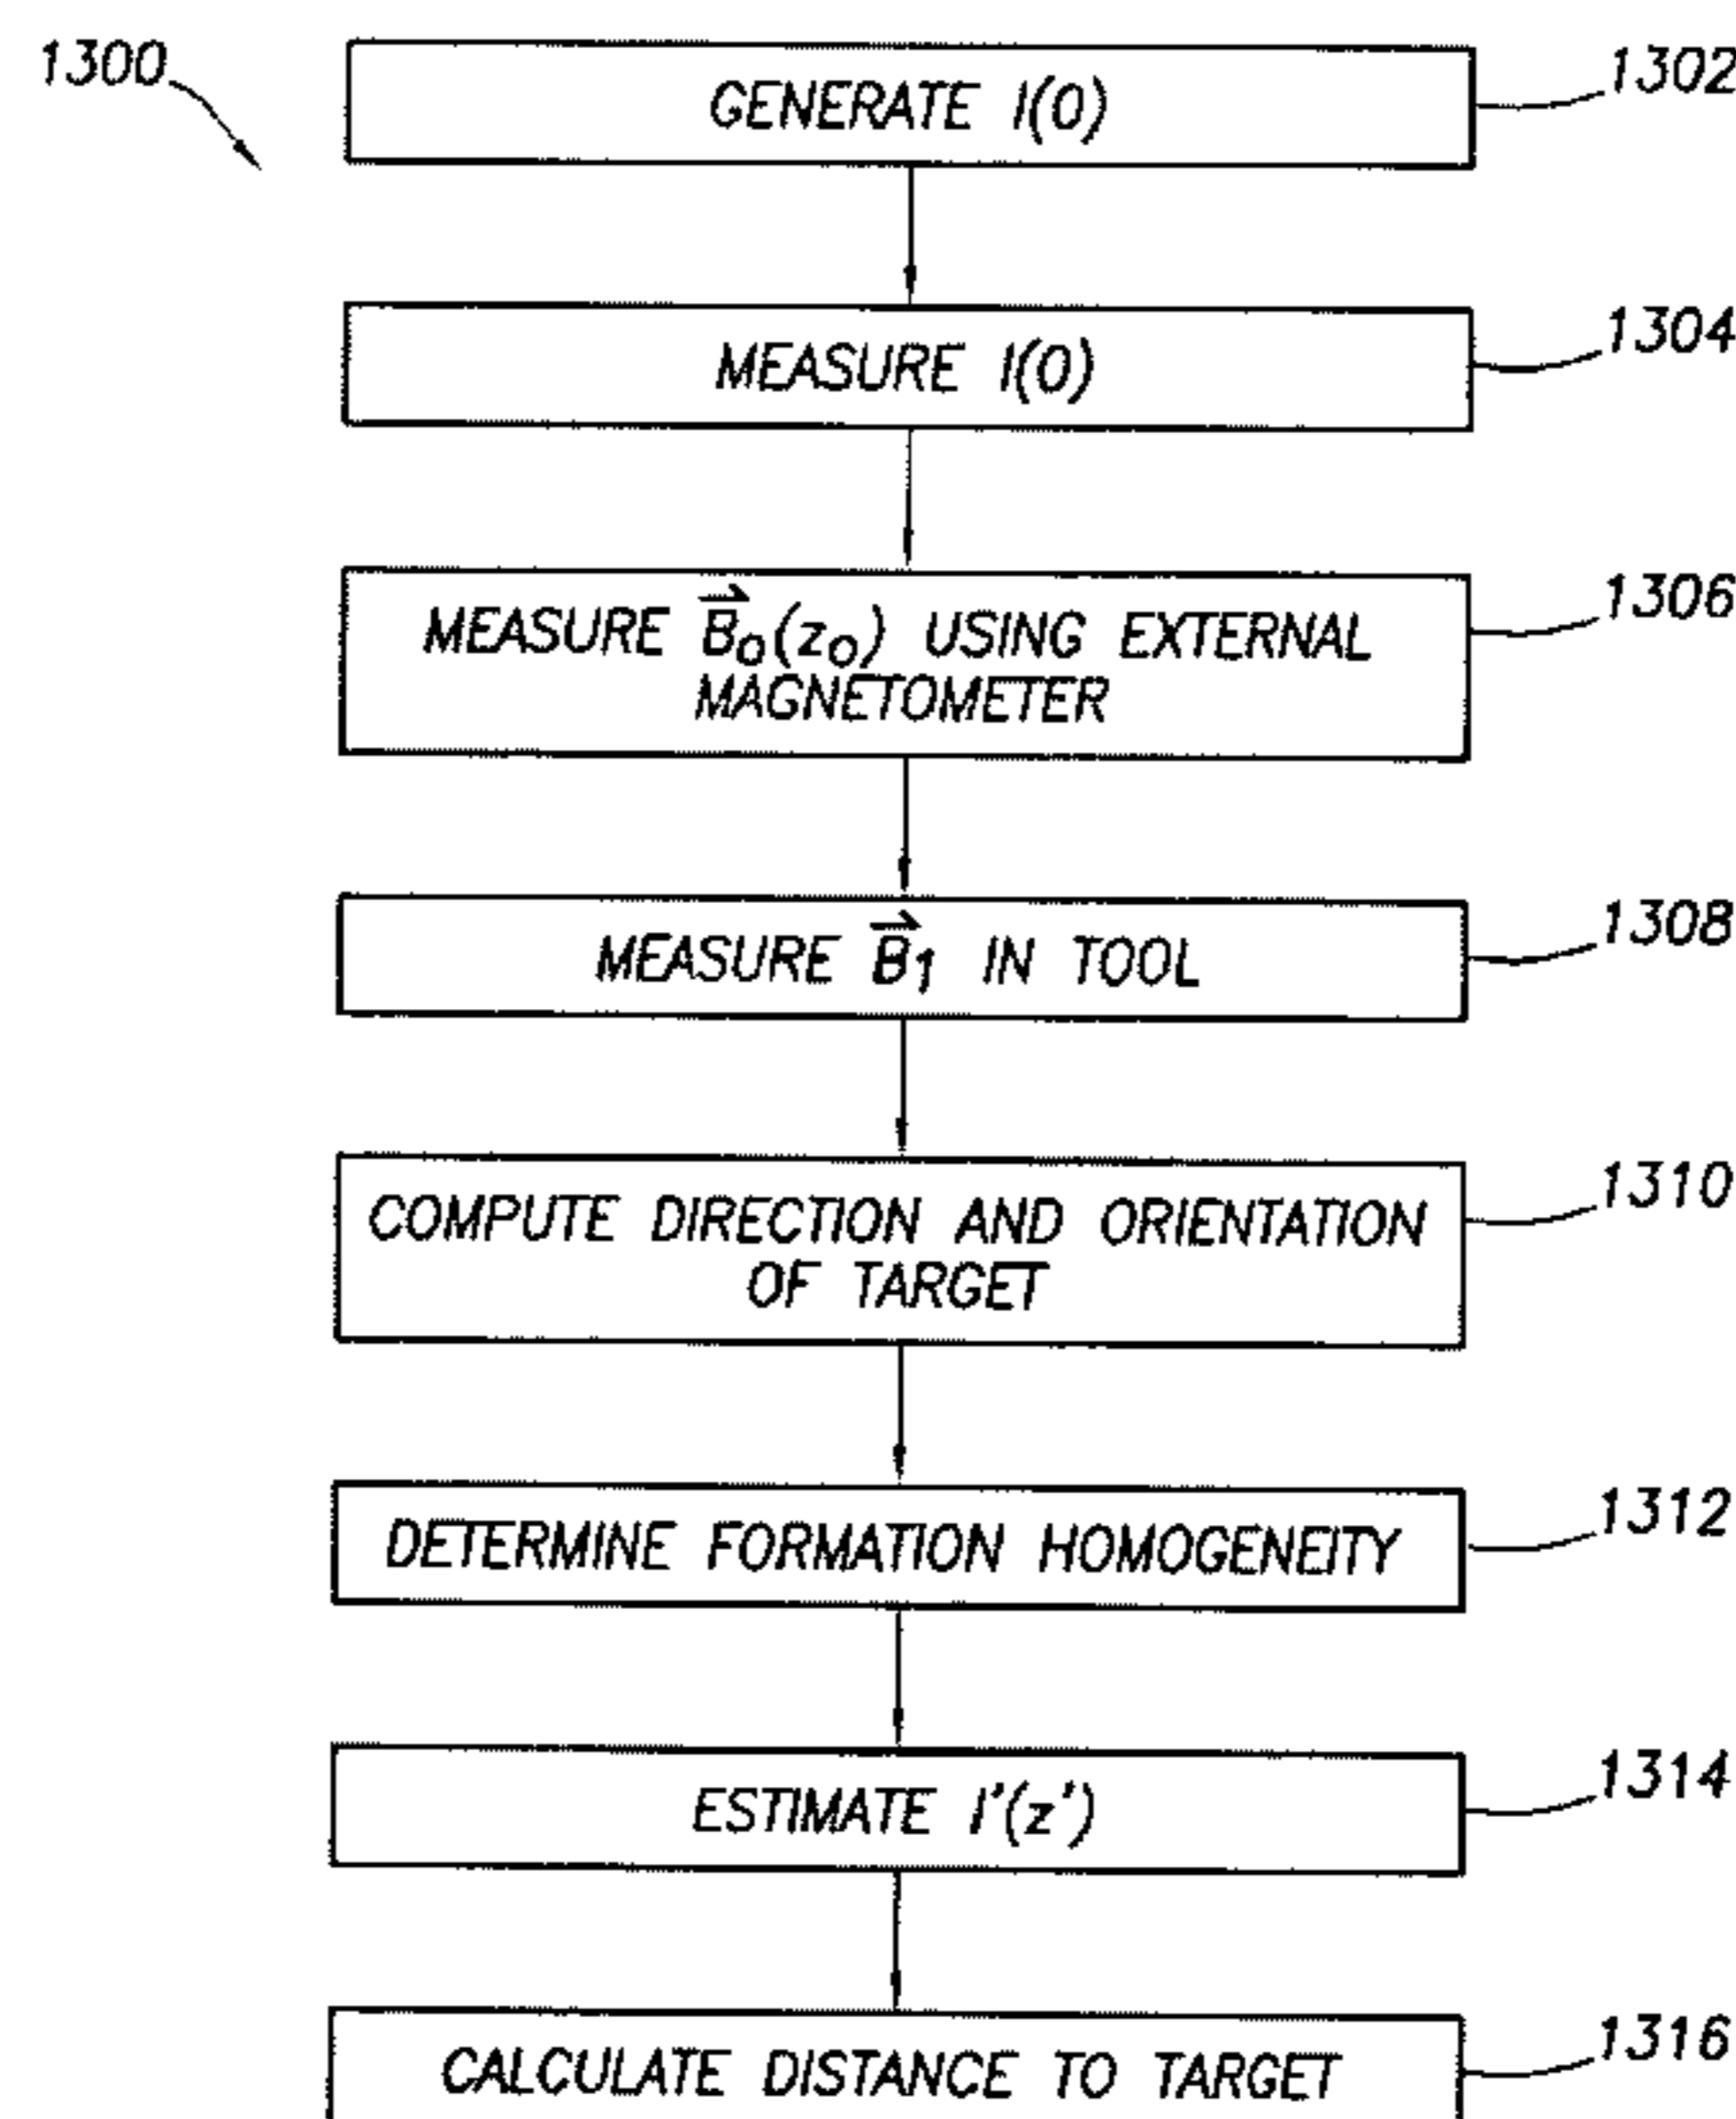 1300
GENERATE I(0)
1302
MEASURE I(0)
1304
MEASURE B⃗₀(z₀) USING EXTERNAL
MAGNETOMETER
1306
MEASURE B⃗₁ IN TOOL
1308
COMPUTE DIRECTION AND ORIENTATION
OF TARGET
1310
DETERMINE FORMATION HOMOGENEITY
1312
ESTIMATE I'(z')
1314
CALCULATE DISTANCE TO TARGET
1316